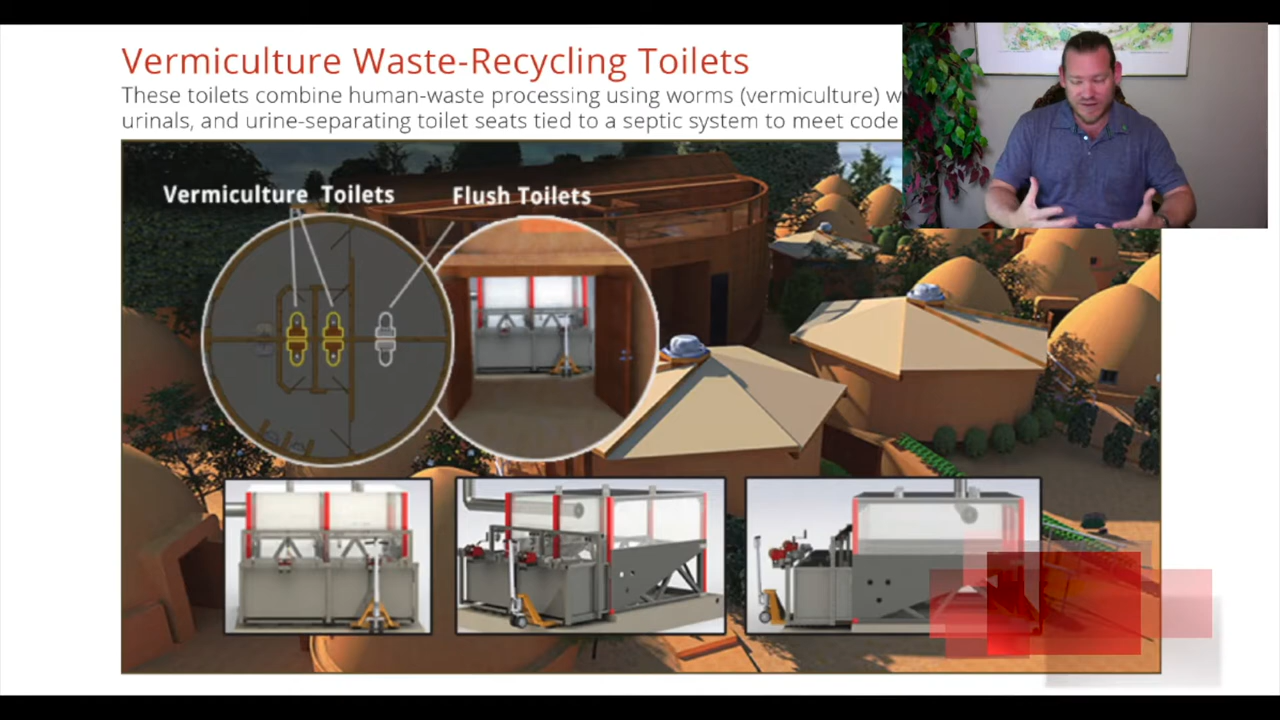 Vermiculture Waste-Recycling Toilets
These toilets combine human-waste processing using worms (vermiculture)
urinals, and urine-separating toilet seats tied to a septic system to meet code
Vermiculture Toilets
Flush Toilets